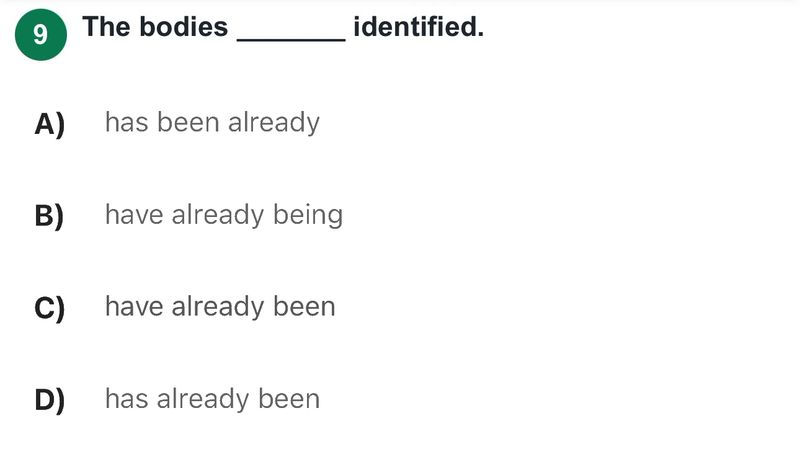 9 The bodies _______ identified.
A) has been already
B) have already being
C) have already been
D) has already been